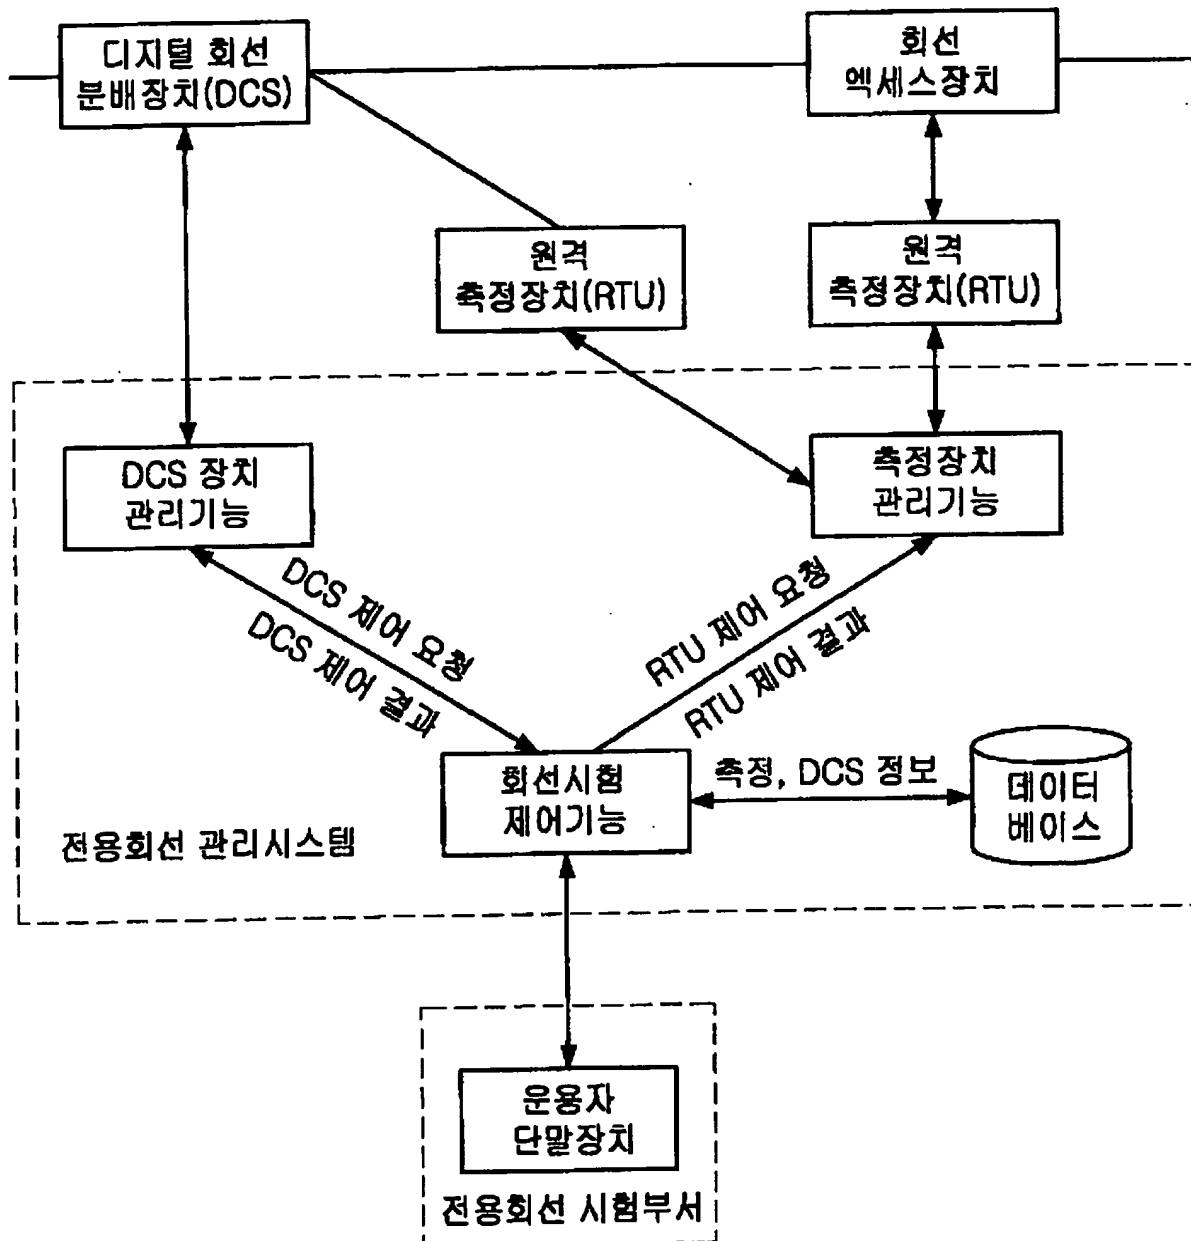 디지털 회선
분배장치(DCS)
회선
엑세스장치
원격
측정장치(RTU)
원격
측정장치(RTU)
DCS 장치
관리기능
측정장치
관리기능
DCS 제어 요청
DCS 제어 결과
RTU 제어 요청
RTU 제어 결과
회선시험
제어기능
측정, DCS 정보
데이터
베이스
전용회선 관리시스템
운용자
단말장치
전용회선 시험부서